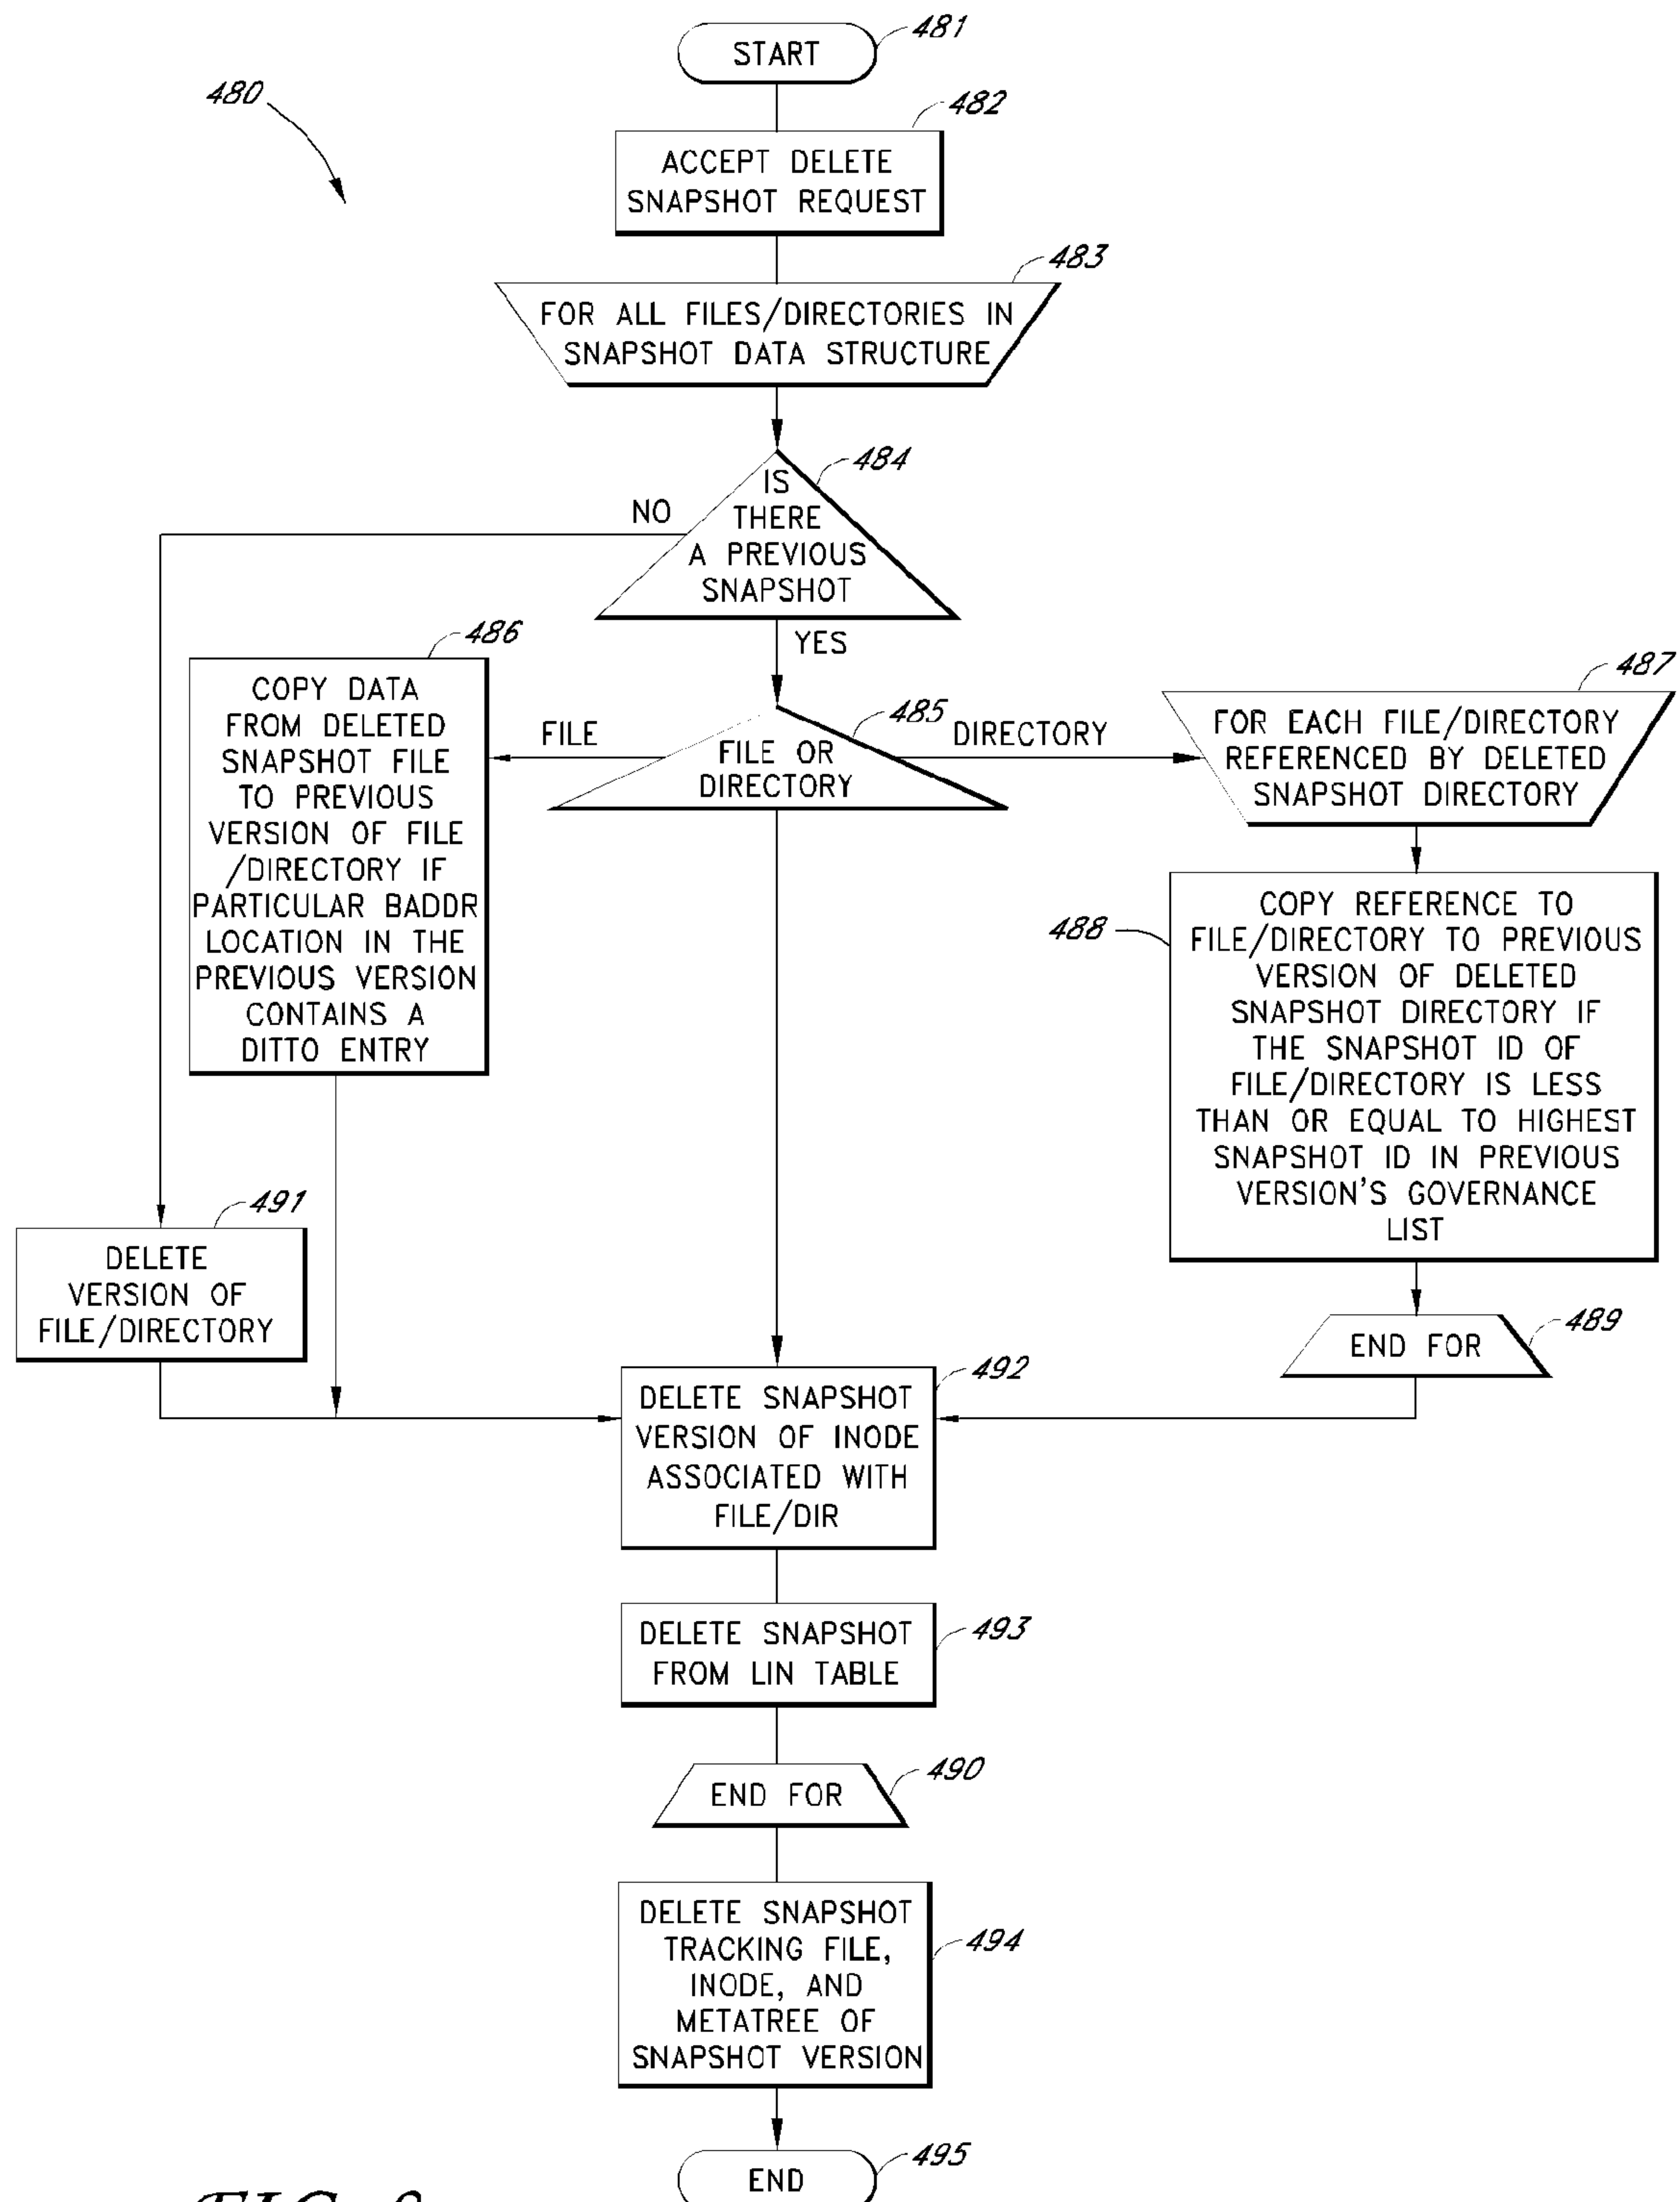 481
START
480
482
ACCEPT DELETE
SNAPSHOT REQUEST
483
FOR ALL FILES/DIRECTORIES IN
SNAPSHOT DATA STRUCTURE
484
IS
THERE
A PREVIOUS
SNAPSHOT
NO
YES
486
COPY DATA
FROM DELETED
SNAPSHOT FILE
TO PREVIOUS
VERSION OF FILE
/DIRECTORY IF
PARTICULAR BADDR
LOCATION IN THE
PREVIOUS VERSION
CONTAINS A
DITTO ENTRY
FILE
485
FILE OR
DIRECTORY
DIRECTORY
487
FOR EACH FILE/DIRECTORY
REFERENCED BY DELETED
SNAPSHOT DIRECTORY
488
COPY REFERENCE TO
FILE/DIRECTORY TO PREVIOUS
VERSION OF DELETED
SNAPSHOT DIRECTORY IF
THE SNAPSHOT ID OF
FILE/DIRECTORY IS LESS
THAN OR EQUAL TO HIGHEST
SNAPSHOT ID IN PREVIOUS
VERSION'S GOVERNANCE
LIST
491
DELETE
VERSION OF
FILE/DIRECTORY
489
END FOR
492
DELETE SNAPSHOT
VERSION OF INODE
ASSOCIATED WITH
FILE/DIR
493
DELETE SNAPSHOT
FROM LIN TABLE
490
END FOR
494
DELETE SNAPSHOT
TRACKING FILE,
INODE, AND
METATREE OF
SNAPSHOT VERSION
495
END